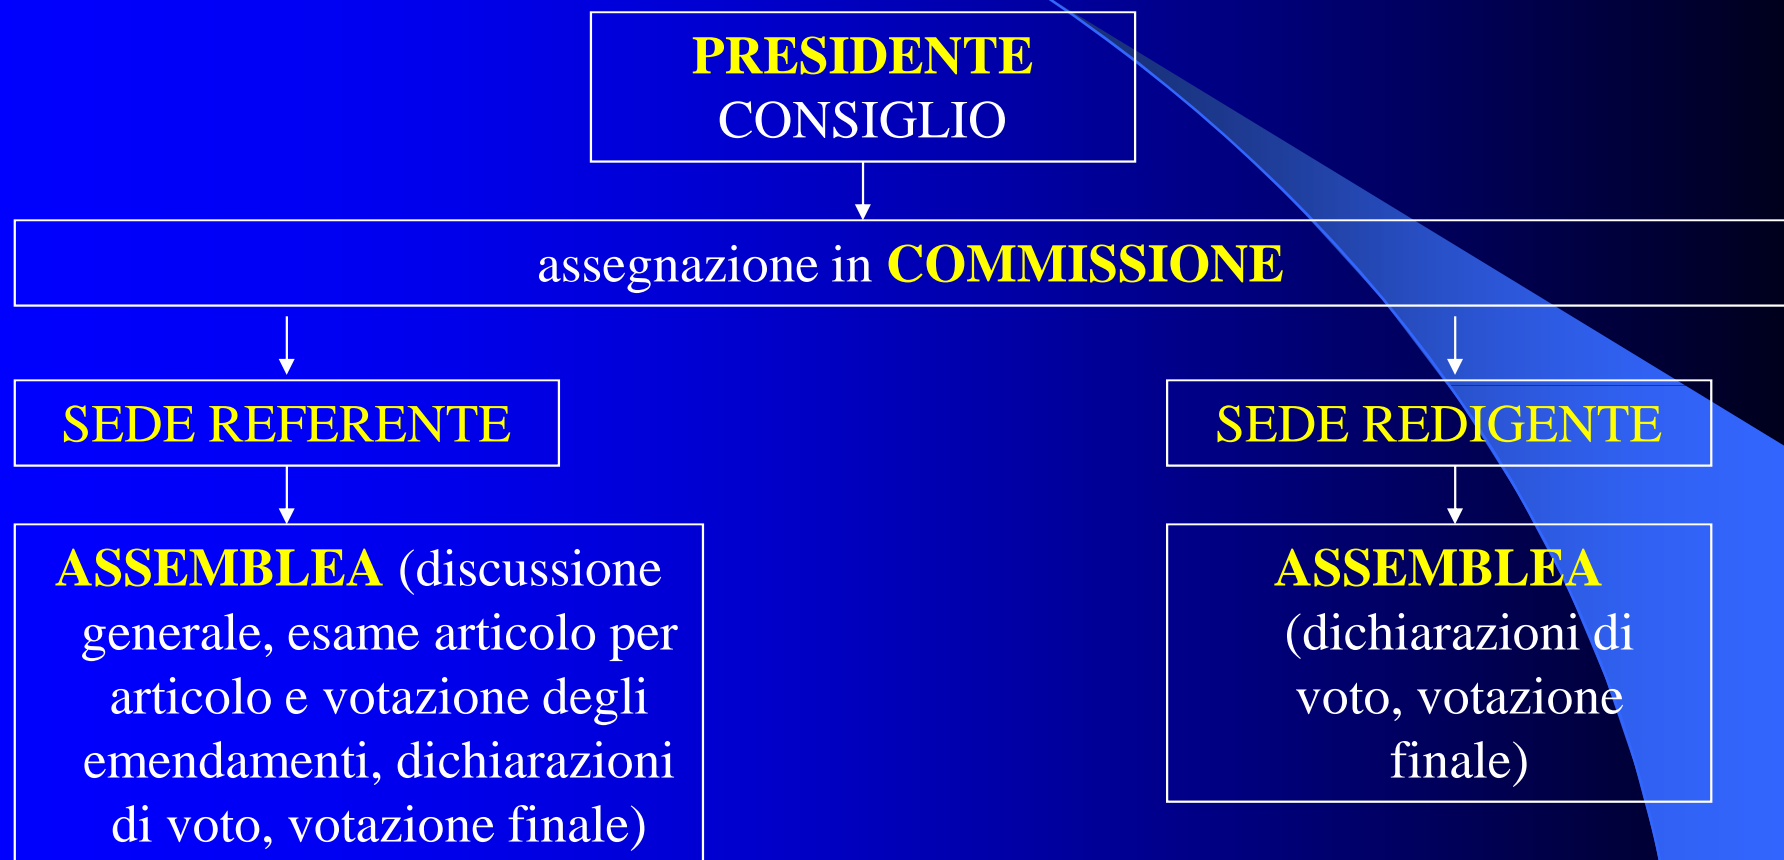 PRESIDENTE
CONSIGLIO
assegnazione in COMMISSIONE
SEDE REFERENTE
SEDE REDIGENTE
ASSEMBLEA (discussione
generale, esame articolo per
articolo e votazione degli
emendamenti, dichiarazioni
di voto, votazione finale)
ASSEMBLEA
(dichiarazioni di
voto, votazione
finale)